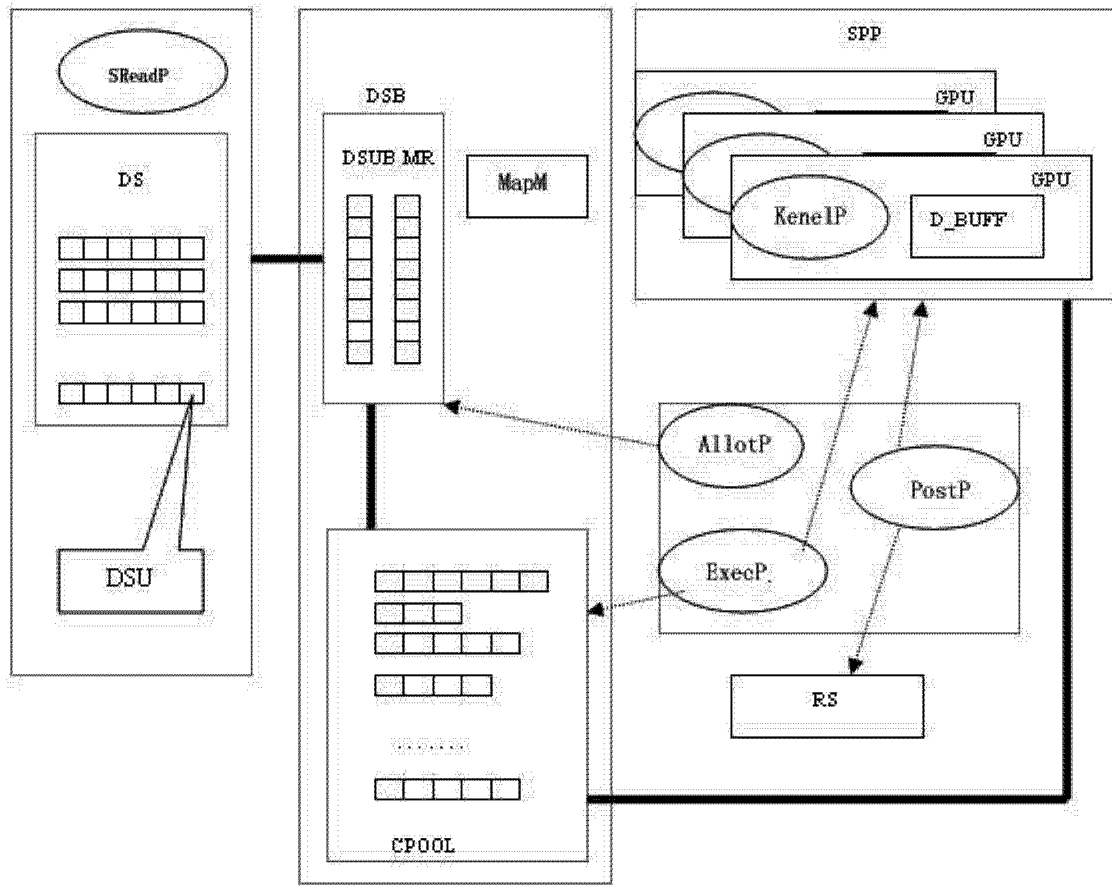 SReadP
DS
DSU
DSB
DSUB MR
MapM
CPOOL
.......
SPP
GPU
GPU
GPU
KenelP
D_BUFF
AllotP
PostP
ExecP.
RS